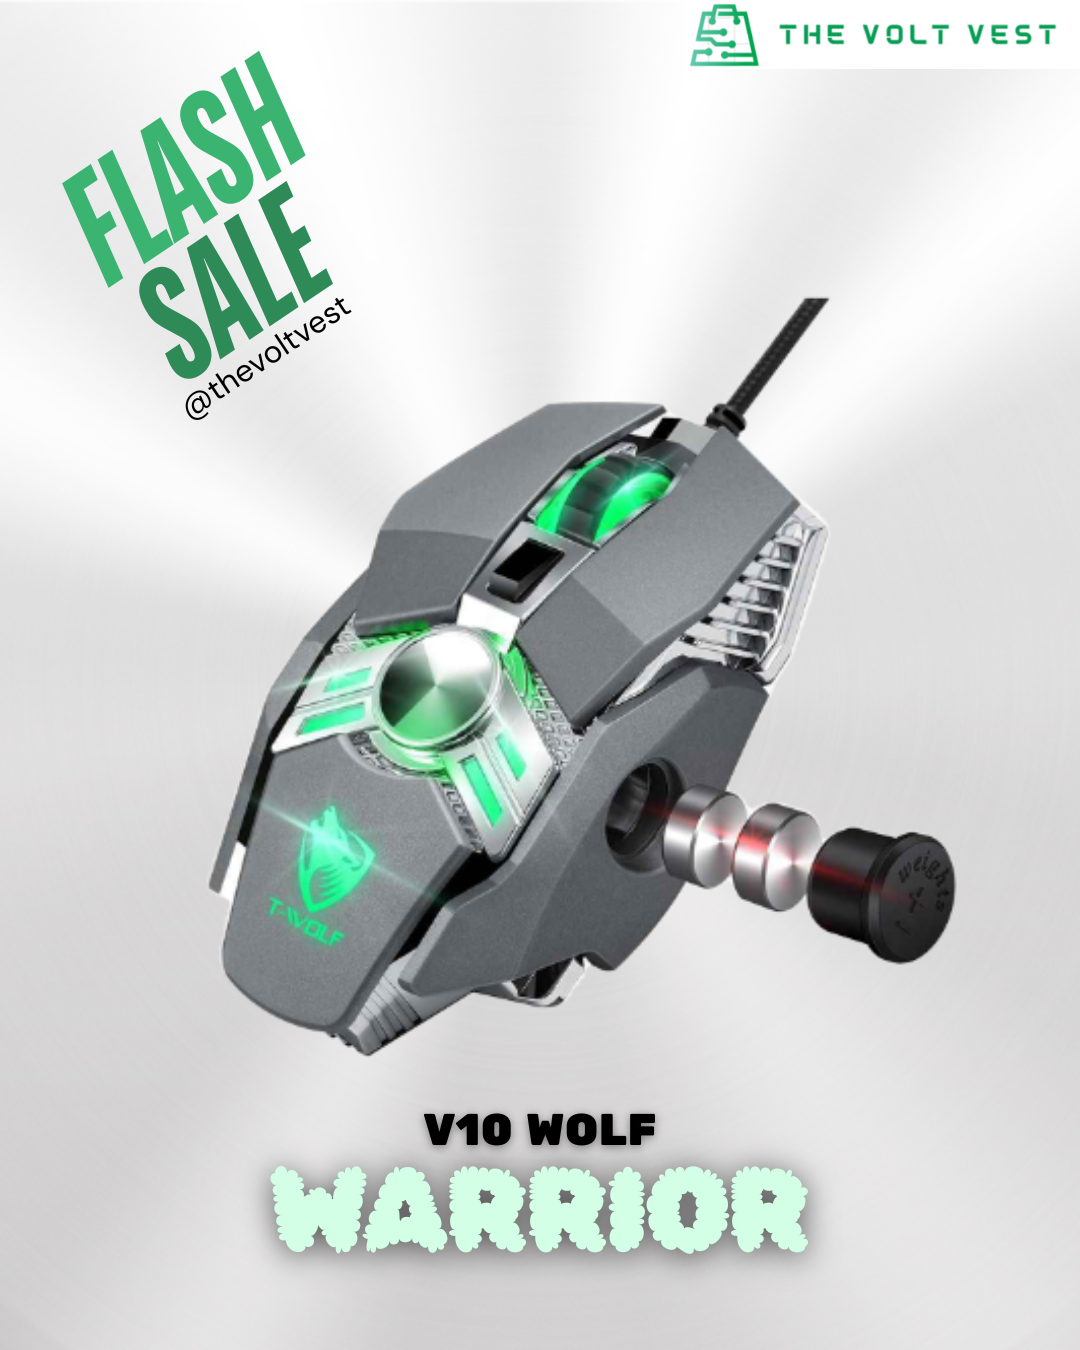 THE VOLT VEST
FLASH
SALE
@thevoltvest
T-WOLF
weights
V10 WOLF
WARRIOR